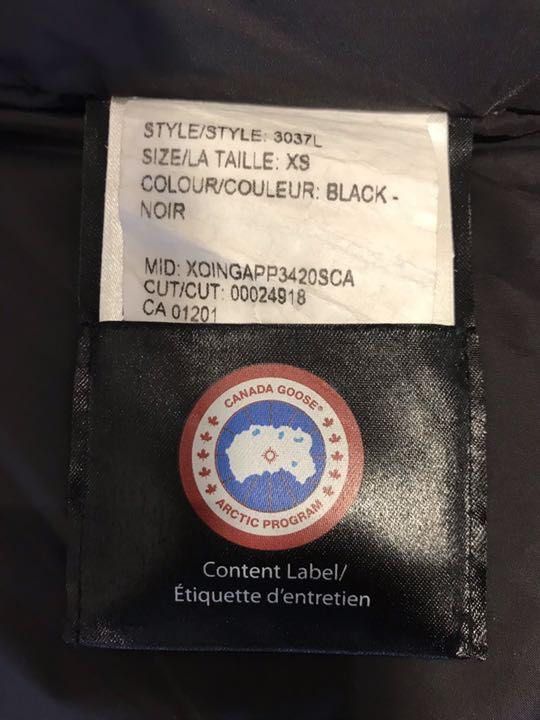 STYLE/STYLE: 3037L
SIZE/LA TAILLE: XS
COLOUR/COULEUR: BLACK -
NOIR
MID: XOINGAPP3420SCA
CUT/CUT: 00024918
CA 01201
CANADA GOOSE®
ARCTIC PROGRAM
Content Label/
Étiquette d'entretien